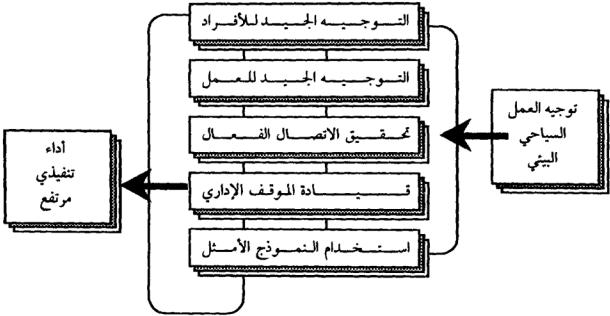 التوجيه الجيد للأفراد
التوجيه الجيد للعمل
تحقيق الاتصال الفعال
قيادة الموقف الإداري
استخدام النموذج الأمثل
توجيه العمل
السياحي
البيئي
أداء
تنفيذي
مرتفع